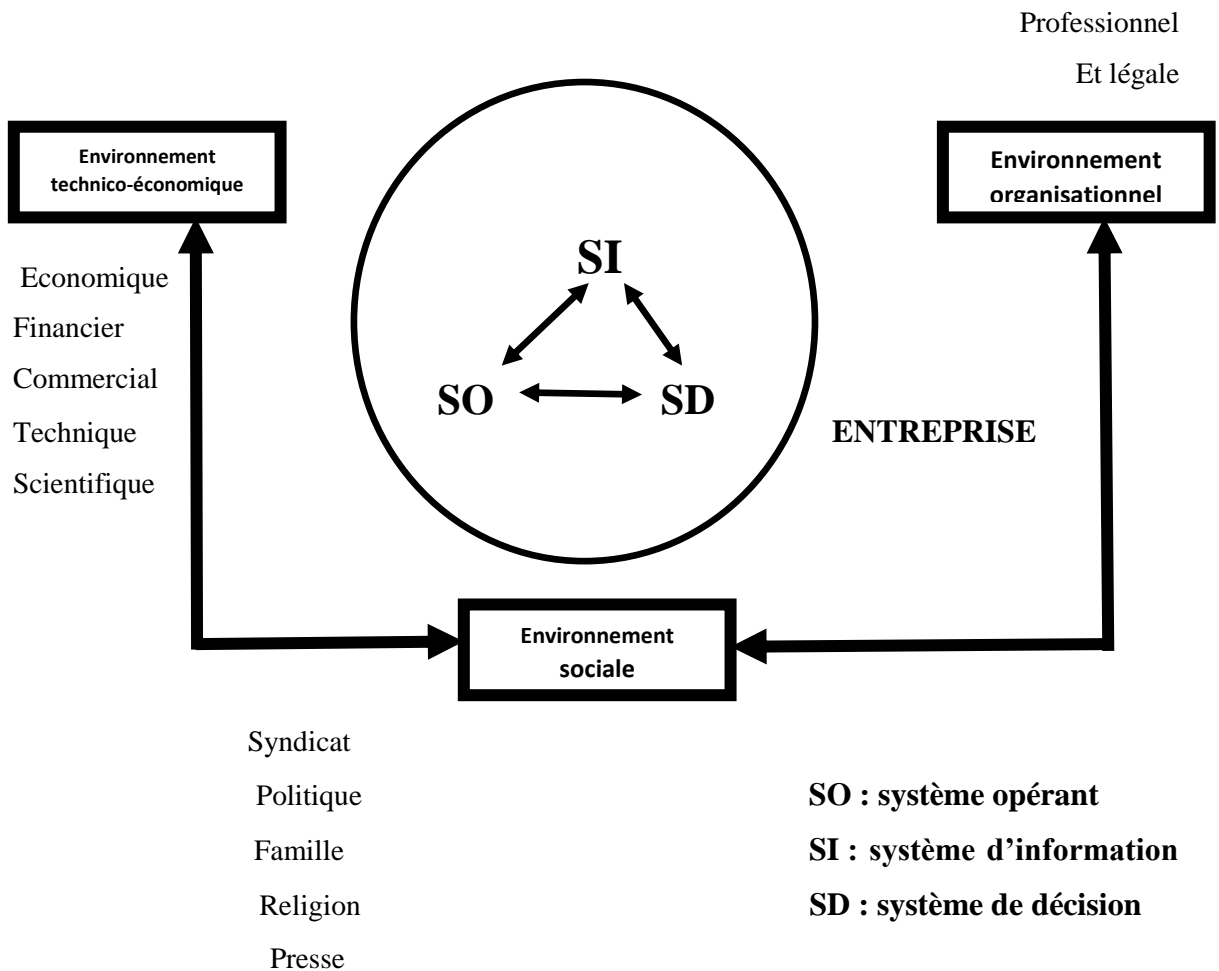 Professionnel
Et légale
Environnement
technico-économique
Environnement
organisationnel
Economique
Financier
Commercial
Technique
Scientifique
SI
SO
SD
ENTREPRISE
Environnement
sociale
Syndicat
Politique
Famille
Religion
Presse
SO : système opérant
SI : système d’information
SD : système de décision